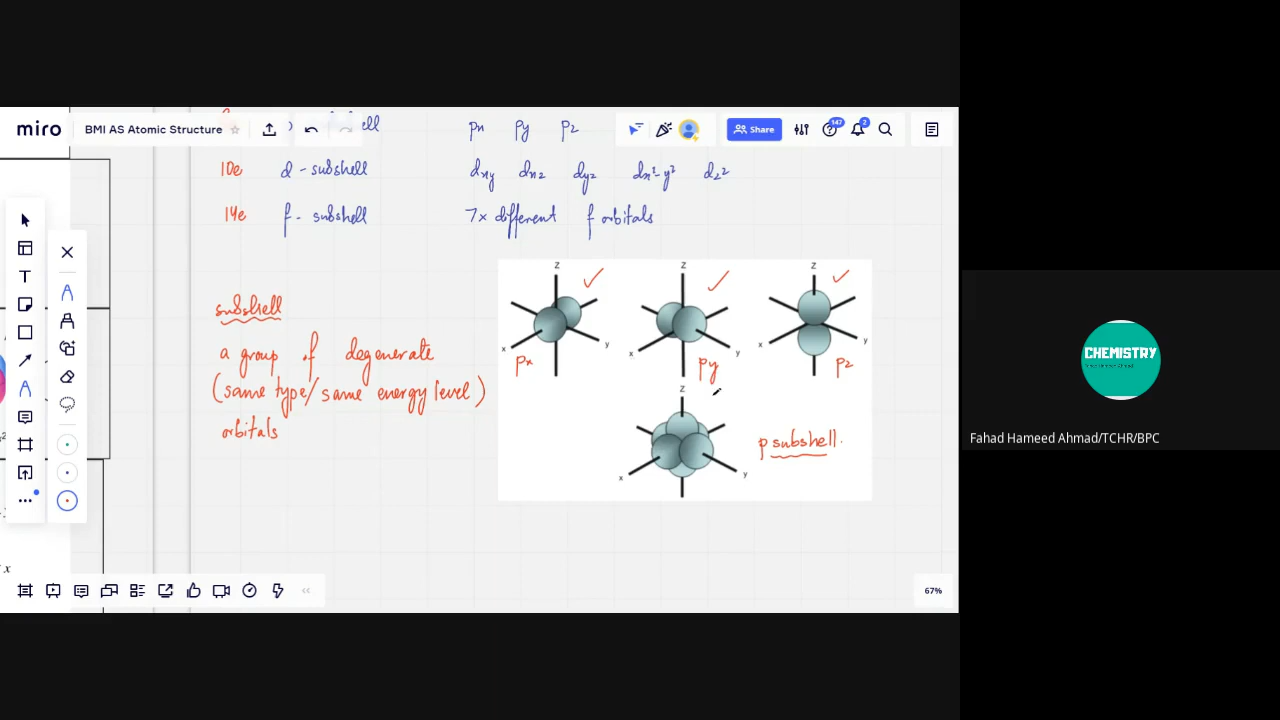 miro
BMI AS Atomic Structure
Share
147
2
px py pz
10e d - subshell dxy dxz dyz dx²-y² dz²
14e f - subshell 7x different f orbitals
subshell
a group of degenerate
(same type/same energy level)
orbitals
z
z
z
x
y
x
y
x
y
px
py
pz
z
x
y
p subshell.
x
67%
CHEMISTRY
Fahad Hameed Ahmad/TCHR/BPC